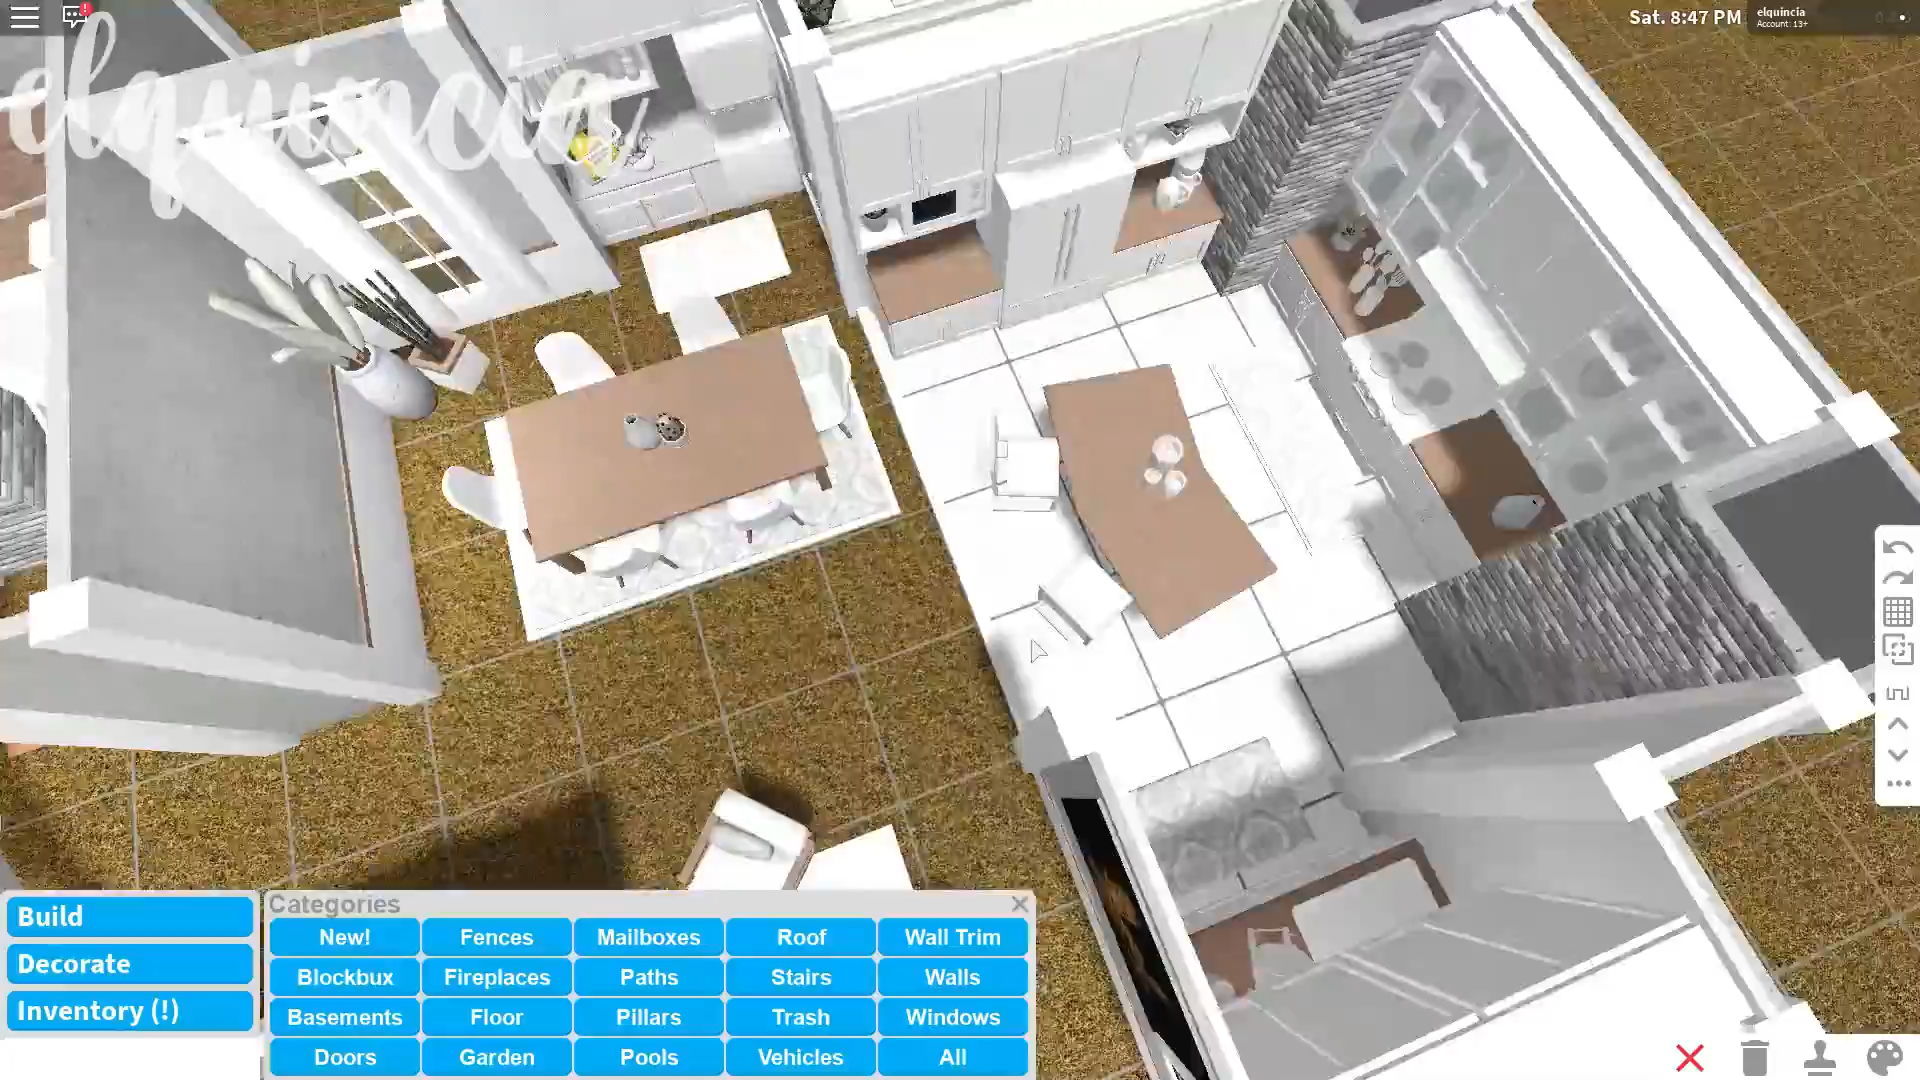 Sat. 8:47 PM
elquincia
Account: 13+
elquincia
Build
Decorate
Inventory (!)
Categories
New!
Fences
Mailboxes
Roof
Wall Trim
Blockbux
Fireplaces
Paths
Stairs
Walls
Basements
Floor
Pillars
Trash
Windows
Doors
Garden
Pools
Vehicles
All